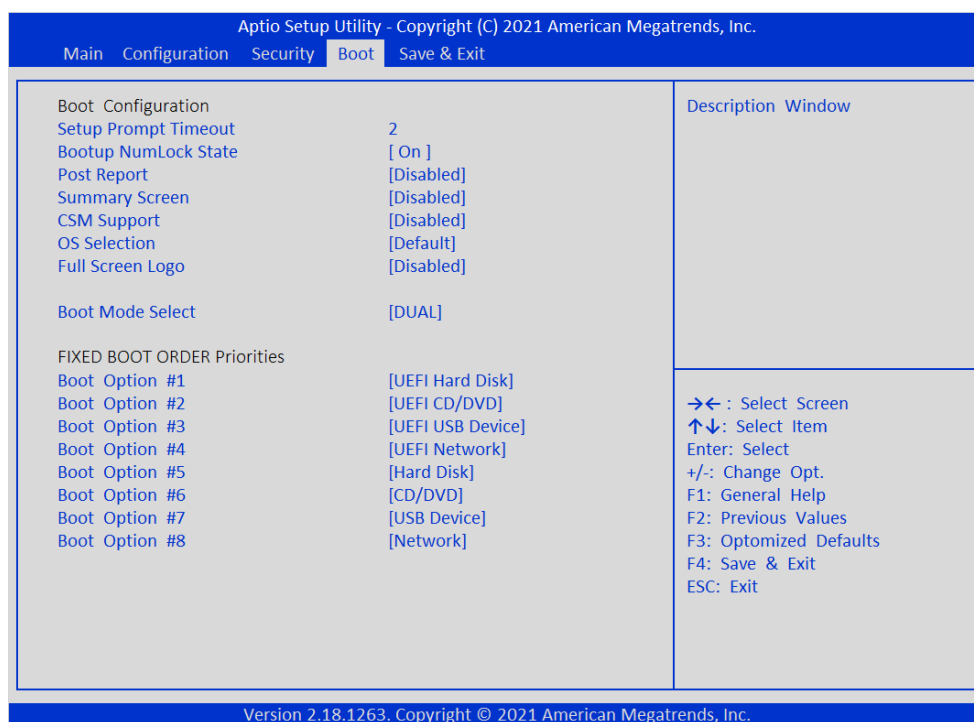 Aptio Setup Utility - Copyright (C) 2021 American Megatrends, Inc.
Main Configuration Security Boot Save & Exit
Boot Configuration
Setup Prompt Timeout 2
Bootup NumLock State [ On ]
Post Report [Disabled]
Summary Screen [Disabled]
CSM Support [Disabled]
OS Selection [Default]
Full Screen Logo [Disabled]
Boot Mode Select [DUAL]
FIXED BOOT ORDER Priorities
Boot Option #1 [UEFI Hard Disk]
Boot Option #2 [UEFI CD/DVD]
Boot Option #3 [UEFI USB Device]
Boot Option #4 [UEFI Network]
Boot Option #5 [Hard Disk]
Boot Option #6 [CD/DVD]
Boot Option #7 [USB Device]
Boot Option #8 [Network]
Description Window
→← : Select Screen
↑↓: Select Item
Enter: Select
+/-: Change Opt.
F1: General Help
F2: Previous Values
F3: Optomized Defaults
F4: Save & Exit
ESC: Exit
Version 2.18.1263. Copyright © 2021 American Megatrends, Inc.